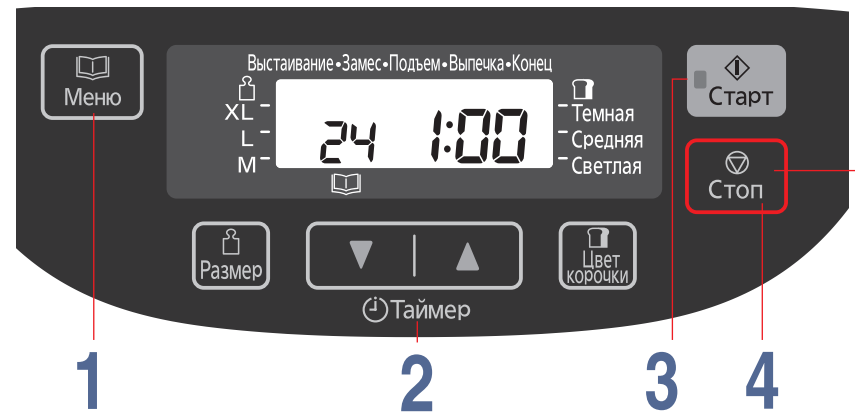 Выстаивание•Замес•Подъем•Выпечка•Конец
Меню
XL
L
M
24 1:00
Темная
Средняя
Светлая
Старт
Стоп
Размер
Таймер
Цвет
корочки
1
2
3
4